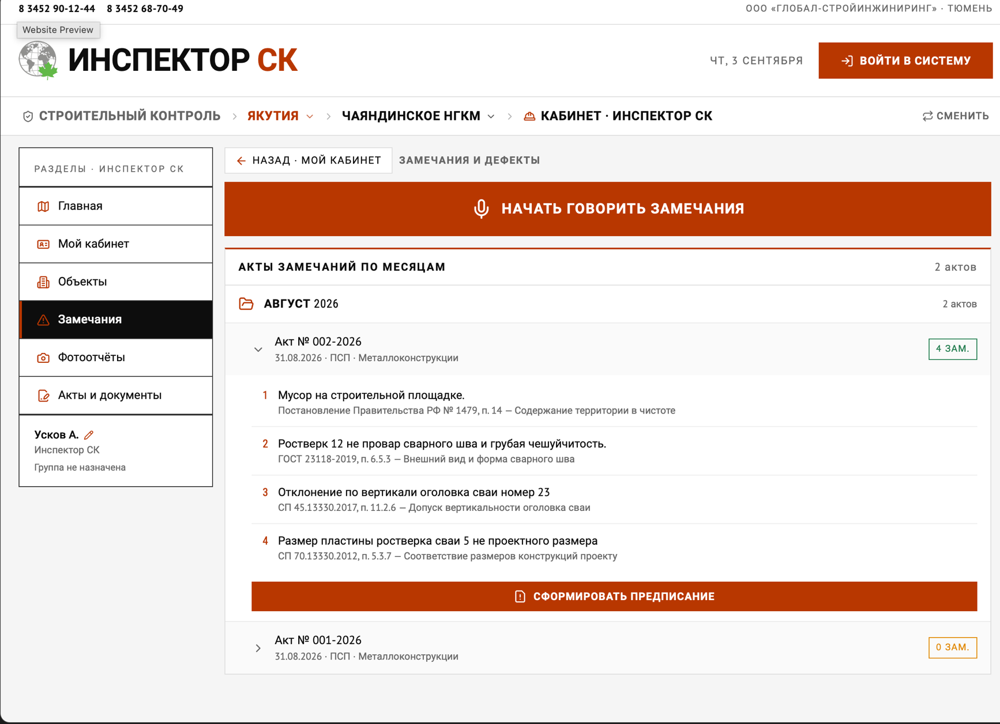 8 3452 90-12-44 8 3452 68-70-49
ООО «ГЛОБАЛ-СТРОЙИНЖИНИРИНГ» · ТЮМЕНЬ
Website Preview
ИНСПЕКТОР СК
ЧТ, 3 СЕНТЯБРЯ
ВОЙТИ В СИСТЕМУ
СТРОИТЕЛЬНЫЙ КОНТРОЛЬ > ЯКУТИЯ > ЧАЯНДИНСКОЕ НГКМ > КАБИНЕТ · ИНСПЕКТОР СК
СМЕНИТЬ
РАЗДЕЛЫ · ИНСПЕКТОР СК
Главная
Мой кабинет
Объекты
Замечания
Фотоотчёты
Акты и документы
Усков А.
Инспектор СК
Группа не назначена
НАЗАД · МОЙ КАБИНЕТ
ЗАМЕЧАНИЯ И ДЕФЕКТЫ
НАЧАТЬ ГОВОРИТЬ ЗАМЕЧАНИЯ
АКТЫ ЗАМЕЧАНИЙ ПО МЕСЯЦАМ
2 актов
АВГУСТ 2026
2 актов
Акт № 002-2026
31.08.2026 · ПСП · Металлоконструкции
4 ЗАМ.
1 Мусор на строительной площадке.
Постановление Правительства РФ № 1479, п. 14 — Содержание территории в чистоте
2 Ростверк 12 не провар сварного шва и грубая чешуйчитость.
ГОСТ 23118-2019, п. 6.5.3 — Внешний вид и форма сварного шва
3 Отклонение по вертикали оголовка сваи номер 23
СП 45.13330.2017, п. 11.2.6 — Допуск вертикальности оголовка сваи
4 Размер пластины ростверка сваи 5 не проектного размера
СП 70.13330.2012, п. 5.3.7 — Соответствие размеров конструкций проекту
СФОРМИРОВАТЬ ПРЕДПИСАНИЕ
Акт № 001-2026
31.08.2026 · ПСП · Металлоконструкции
0 ЗАМ.